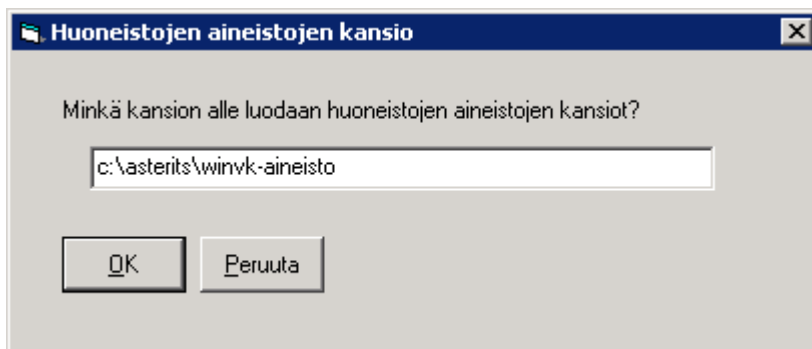 Huoneistojen aineistojen kansio
Minkä kansion alle luodaan huoneistojen aineistojen kansiot?
c:\asterits\winvk-aineisto
OK
Peruuta